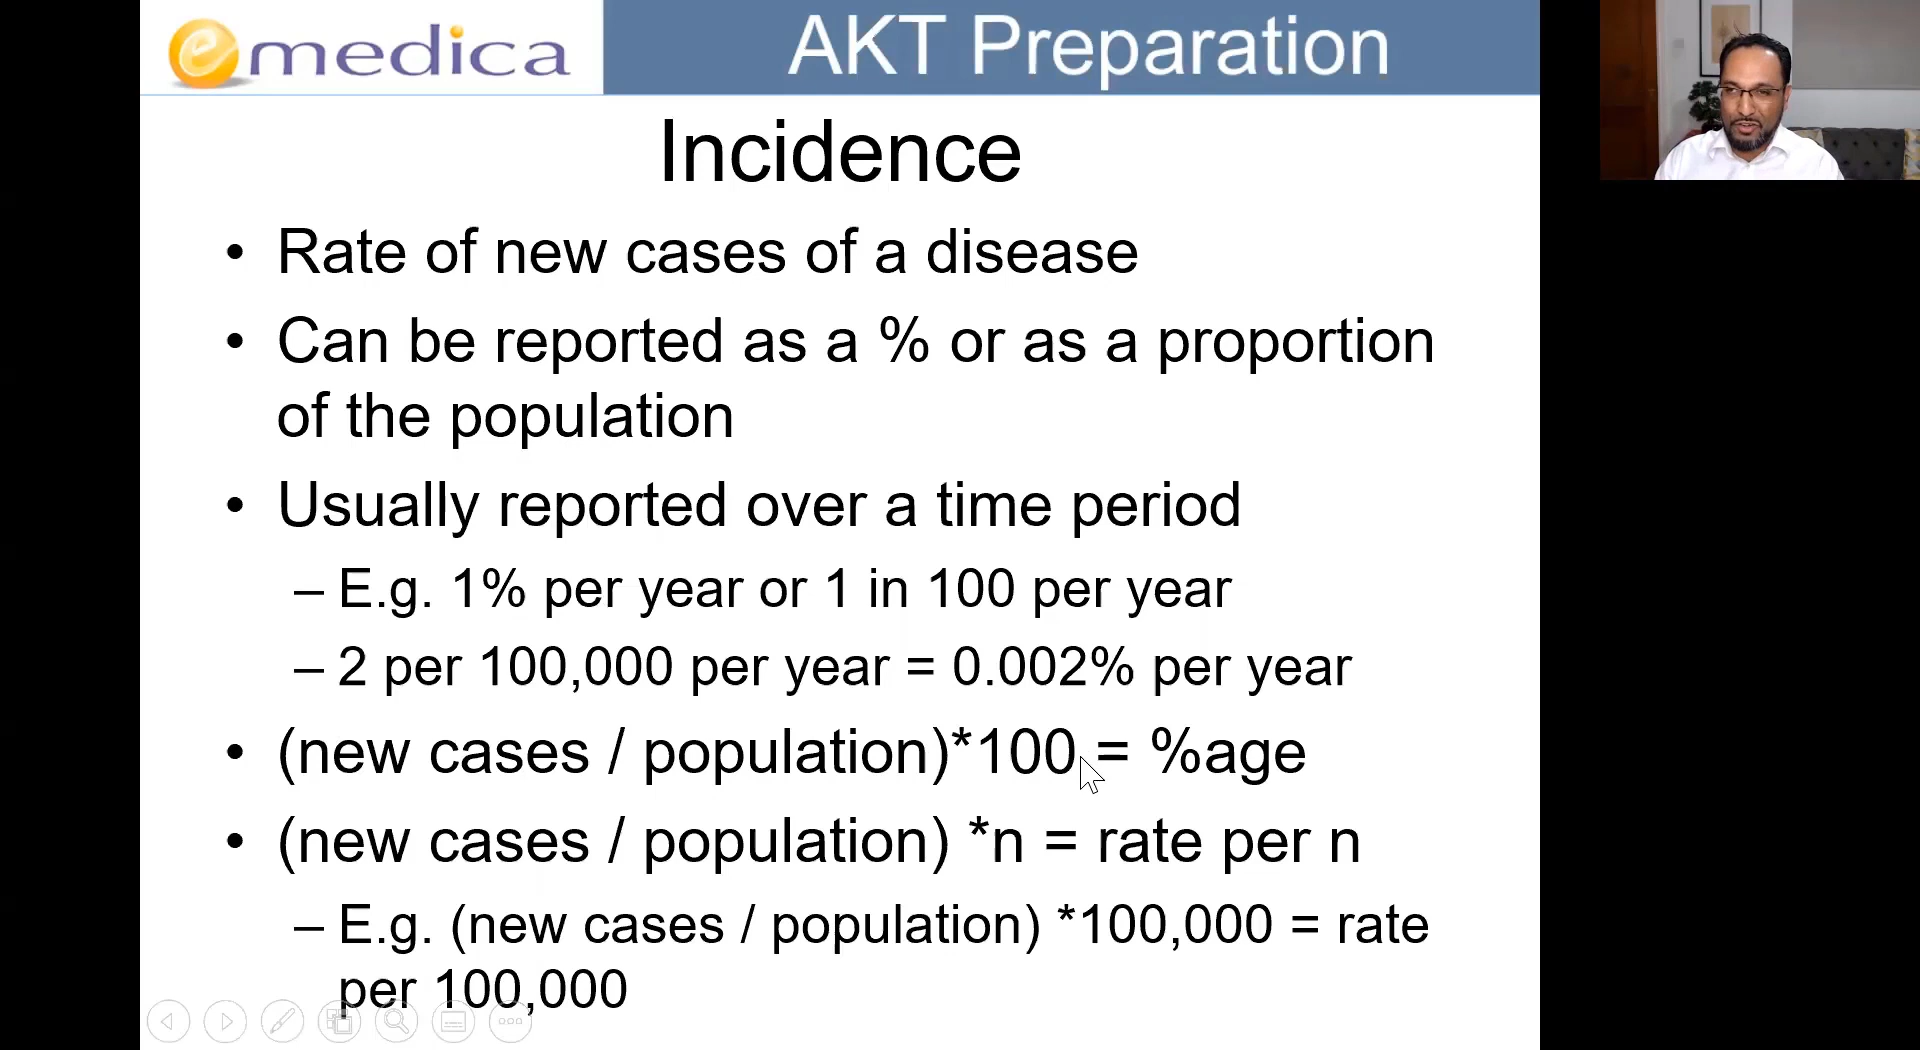 emedica
AKT Preparation
Incidence
• Rate of new cases of a disease
• Can be reported as a % or as a proportion
of the population
• Usually reported over a time period
– E.g. 1% per year or 1 in 100 per year
– 2 per 100,000 per year = 0.002% per year
• (new cases / population)*100 = %age
• (new cases / population) *n = rate per n
– E.g. (new cases / population) *100,000 = rate
per 100,000